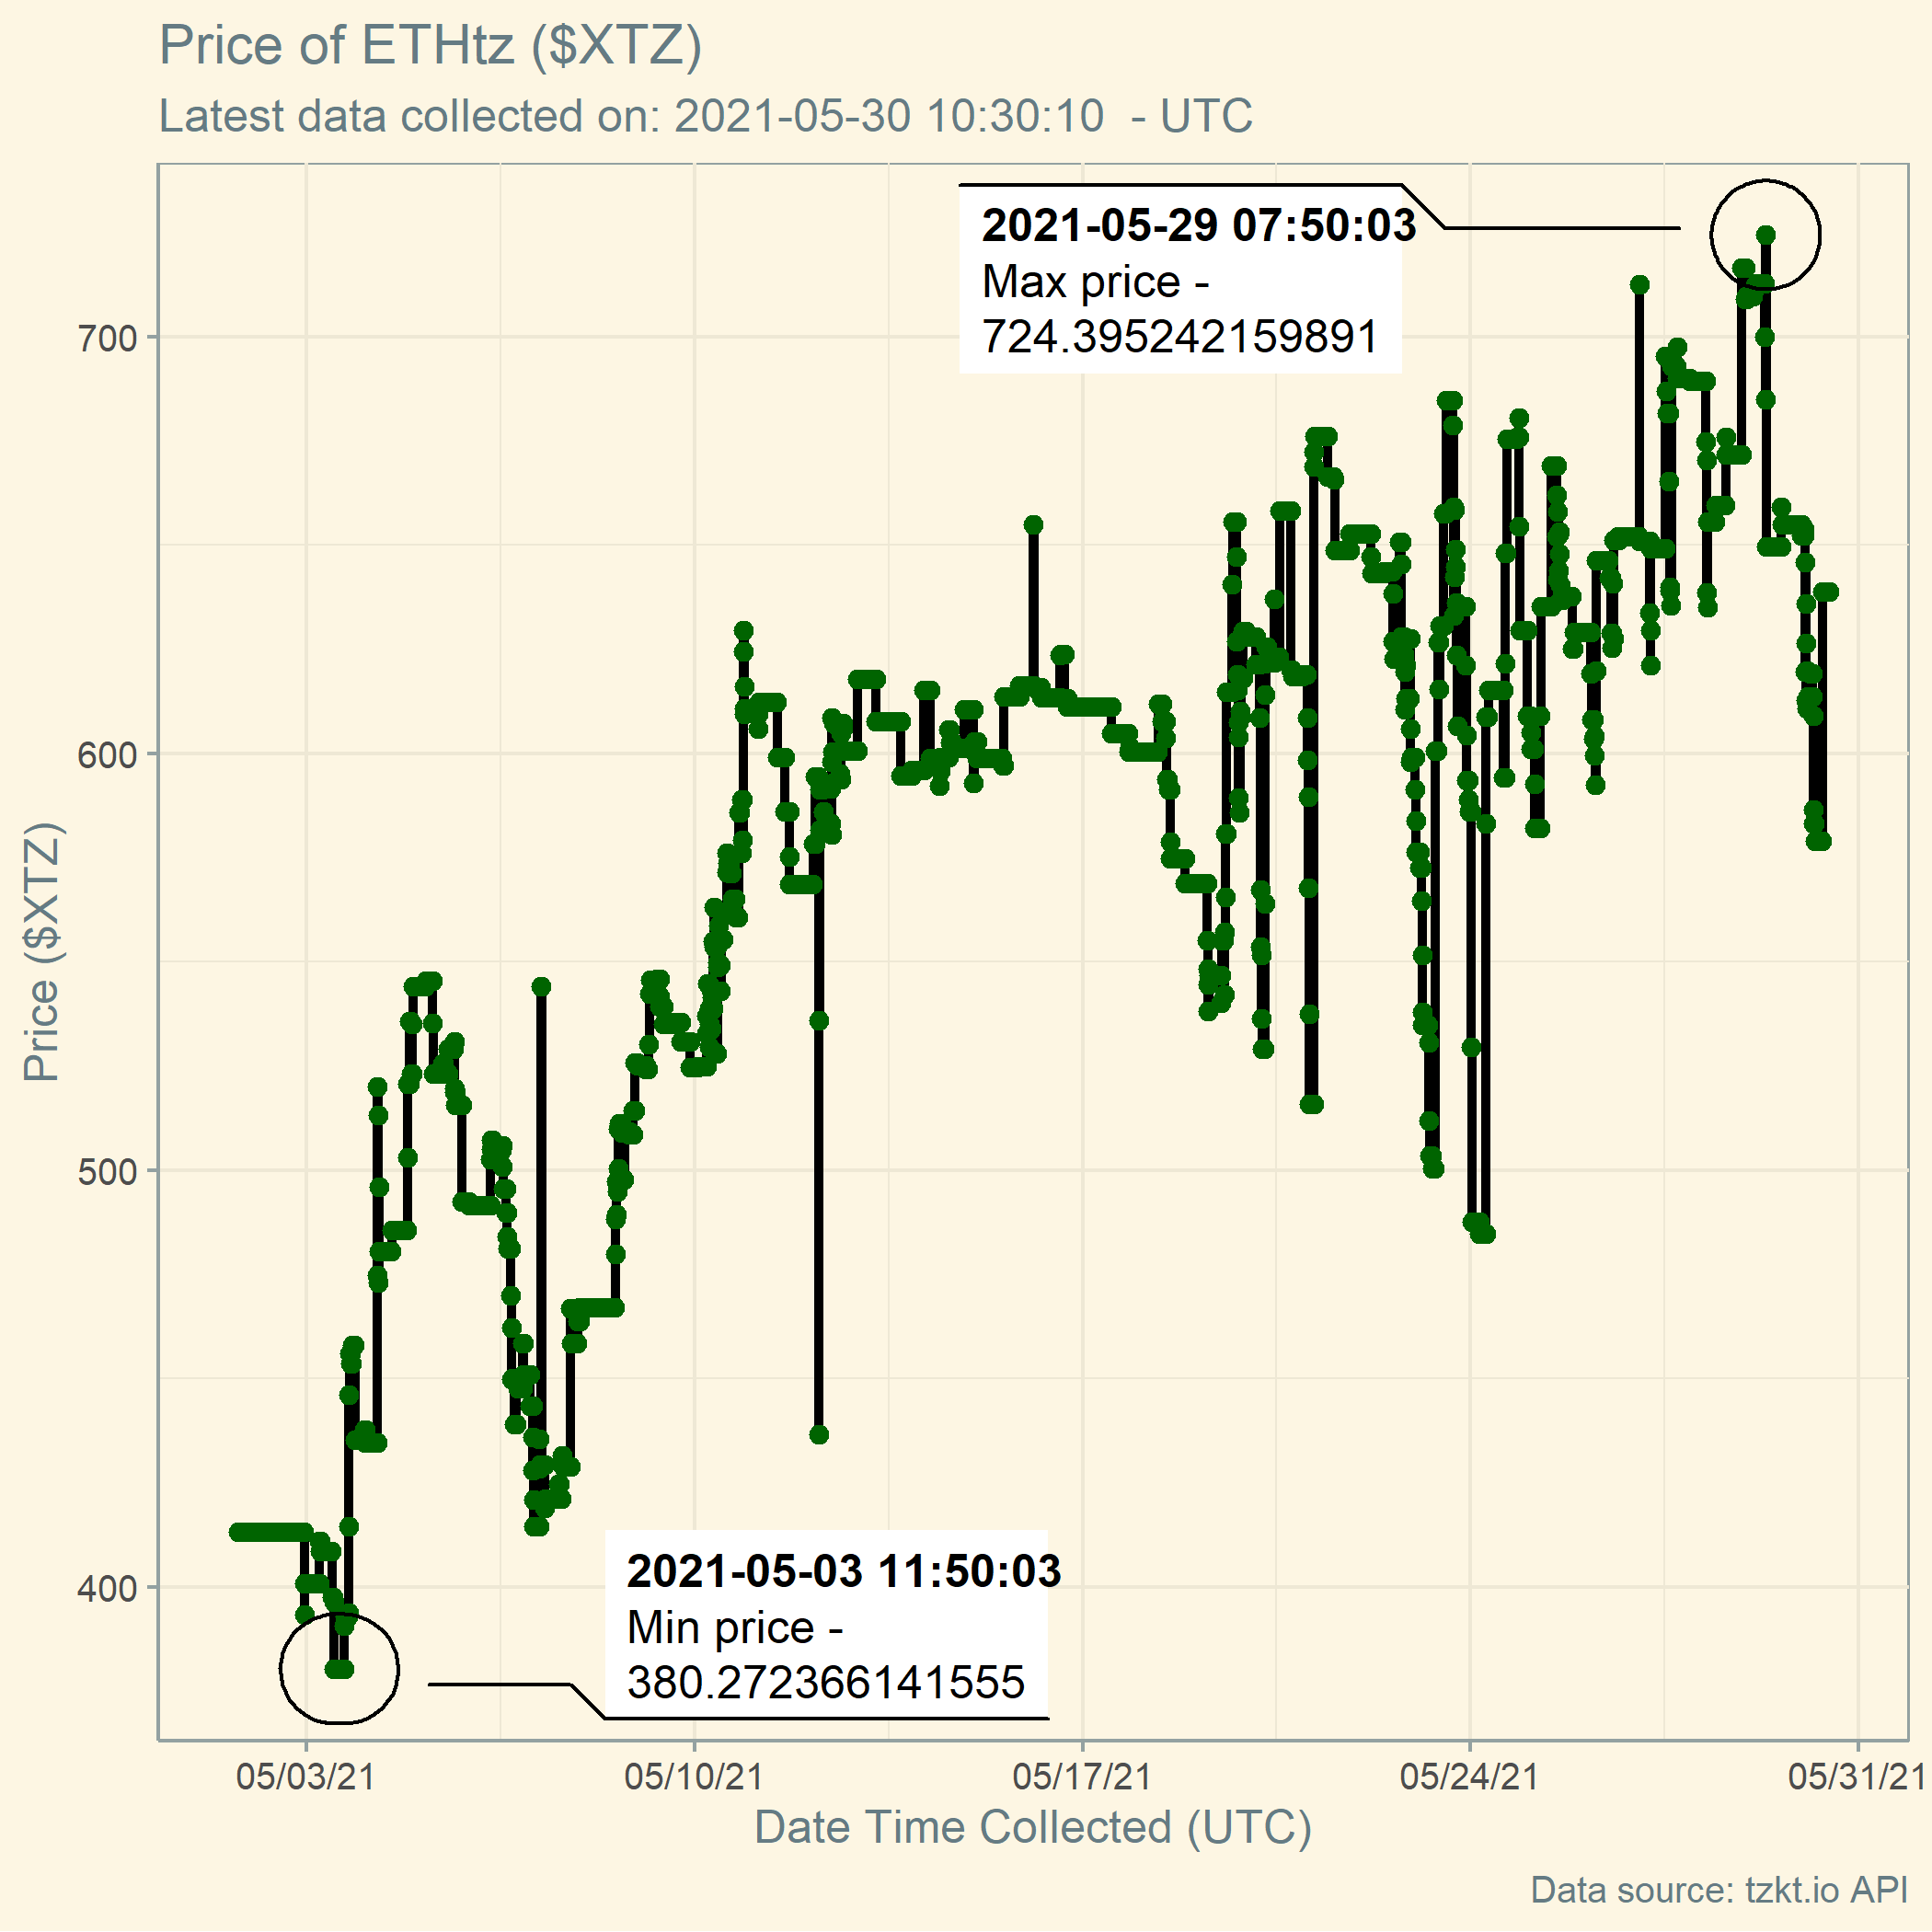 Price of ETHtz ($XTZ)
Latest data collected on: 2021-05-30 10:30:10  - UTC
2021-05-29 07:50:03
Max price -
724.395242159891
700
600
500
400
Price ($XTZ)
2021-05-03 11:50:03
Min price -
380.272366141555
05/03/21 05/10/21 05/17/21 05/24/21 05/31/21
Date Time Collected (UTC)
Data source: tzkt.io API